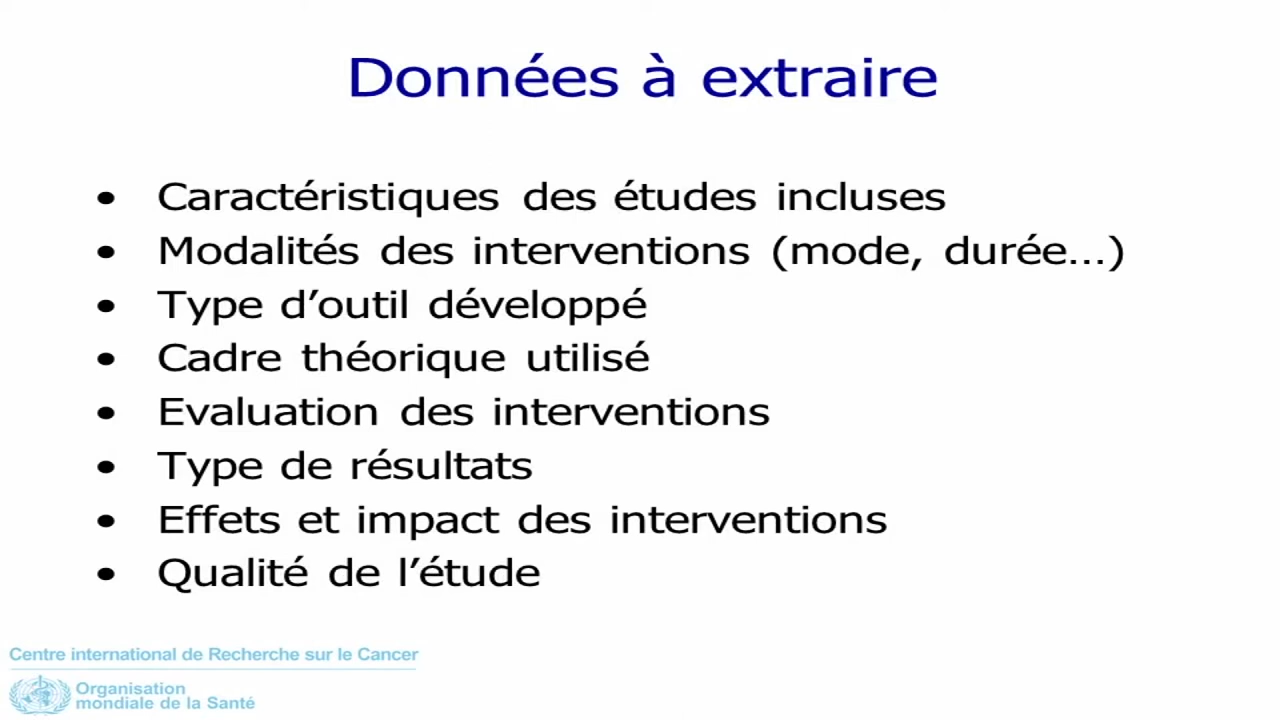 Données à extraire
• Caractéristiques des études incluses
• Modalités des interventions (mode, durée...)
• Type d’outil développé
• Cadre théorique utilisé
• Evaluation des interventions
• Type de résultats
• Effets et impact des interventions
• Qualité de l’étude
Centre international de Recherche sur le Cancer
Organisation
mondiale de la Santé